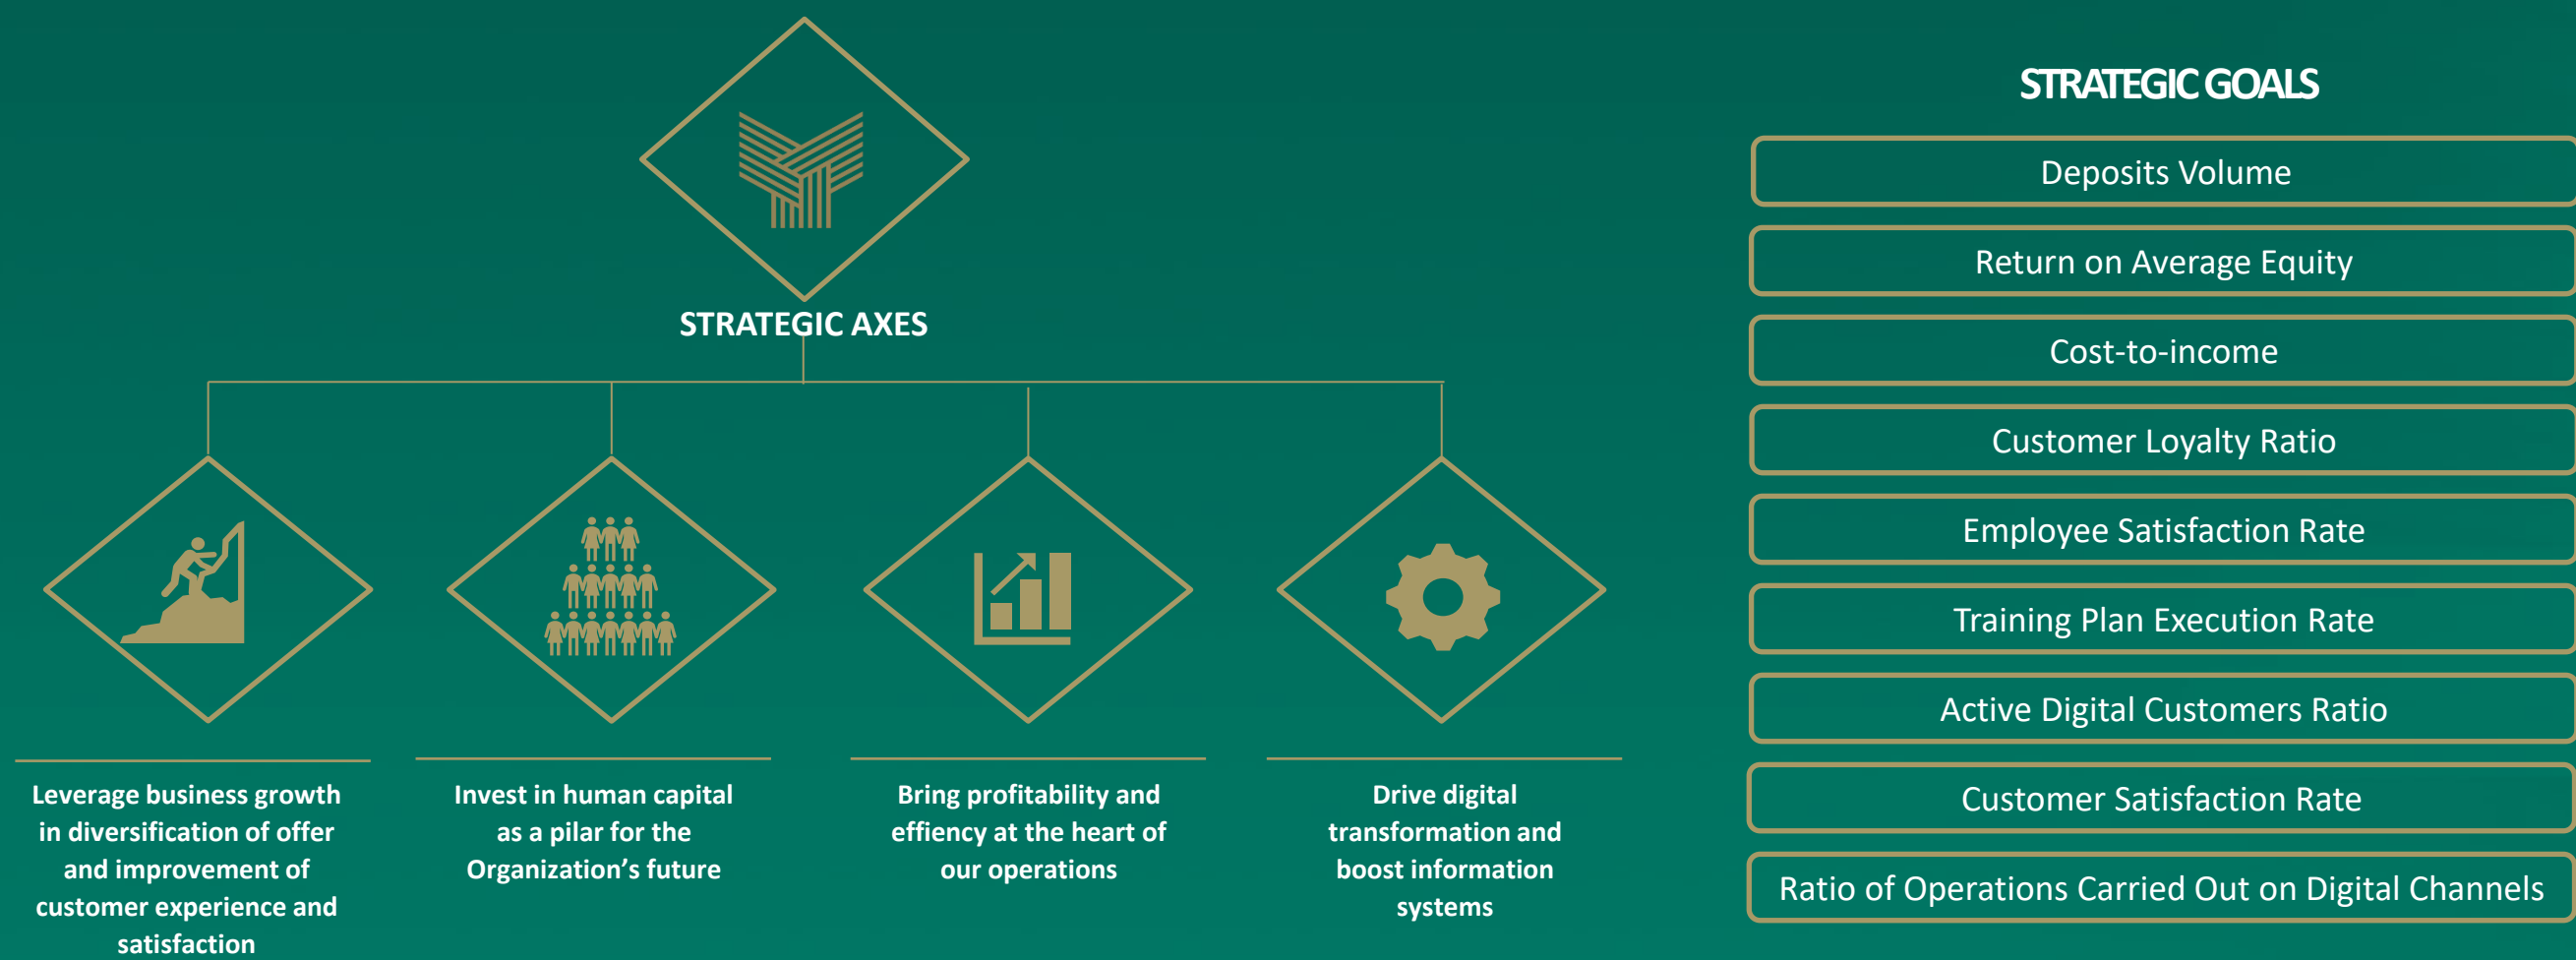 STRATEGIC AXES
Leverage business growth
in diversification of offer
and improvement of
customer experience and
satisfaction
Invest in human capital
as a pilar for the
Organization’s future
Bring profitability and
effiency at the heart of
our operations
Drive digital
transformation and
boost information
systems
STRATEGIC GOALS
Deposits Volume
Return on Average Equity
Cost-to-income
Customer Loyalty Ratio
Employee Satisfaction Rate
Training Plan Execution Rate
Active Digital Customers Ratio
Customer Satisfaction Rate
Ratio of Operations Carried Out on Digital Channels